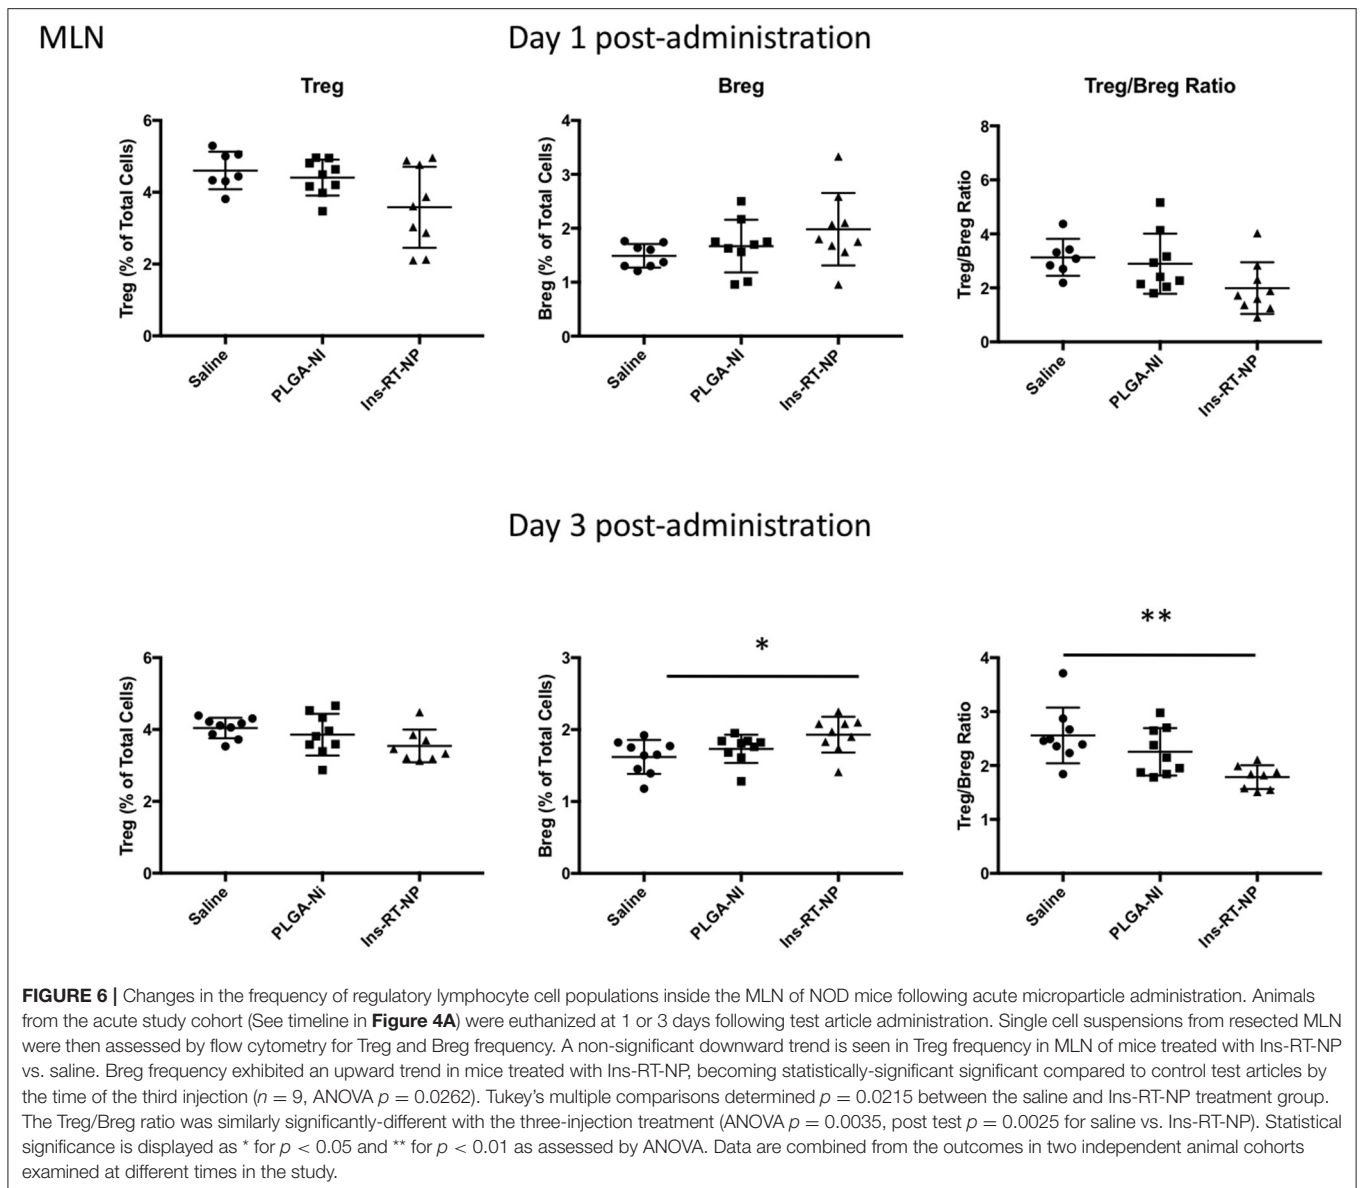 MLN
Day 1 post-administration
Treg
Breg
Treg/Breg Ratio
Treg (% of Total Cells)
6
4
2
0
Saline
PLGA-NI
Ins-RT-NP
Breg (% of Total Cells)
4
3
2
1
0
Saline
PLGA-NI
Ins-RT-NP
Treg/Breg Ratio
8
6
4
2
0
Saline
PLGA-NI
Ins-RT-NP
Day 3 post-administration
Treg (% of Total Cells)
6
4
2
0
Saline
PLGA-Ni
Ins-RT-NP
Breg (% of Total Cells)
3
2
1
0
*
Saline
PLGA-NI
Ins-RT-NP
Treg/Breg Ratio
4
3
2
1
0
**
Saline
PLGA-NI
Ins-RT-NP
FIGURE 6 | Changes in the frequency of regulatory lymphocyte cell populations inside the MLN of NOD mice following acute microparticle administration. Animals
from the acute study cohort (See timeline in Figure 4A) were euthanized at 1 or 3 days following test article administration. Single cell suspensions from resected MLN
were then assessed by flow cytometry for Treg and Breg frequency. A non-significant downward trend is seen in Treg frequency in MLN of mice treated with Ins-RT-NP
vs. saline. Breg frequency exhibited an upward trend in mice treated with Ins-RT-NP, becoming statistically-significant significant compared to control test articles by
the time of the third injection (n = 9, ANOVA p = 0.0262). Tukey's multiple comparisons determined p = 0.0215 between the saline and Ins-RT-NP treatment group.
The Treg/Breg ratio was similarly significantly-different with the three-injection treatment (ANOVA p = 0.0035, post test p = 0.0025 for saline vs. Ins-RT-NP). Statistical
significance is displayed as * for p < 0.05 and ** for p < 0.01 as assessed by ANOVA. Data are combined from the outcomes in two independent animal cohorts
examined at different times in the study.